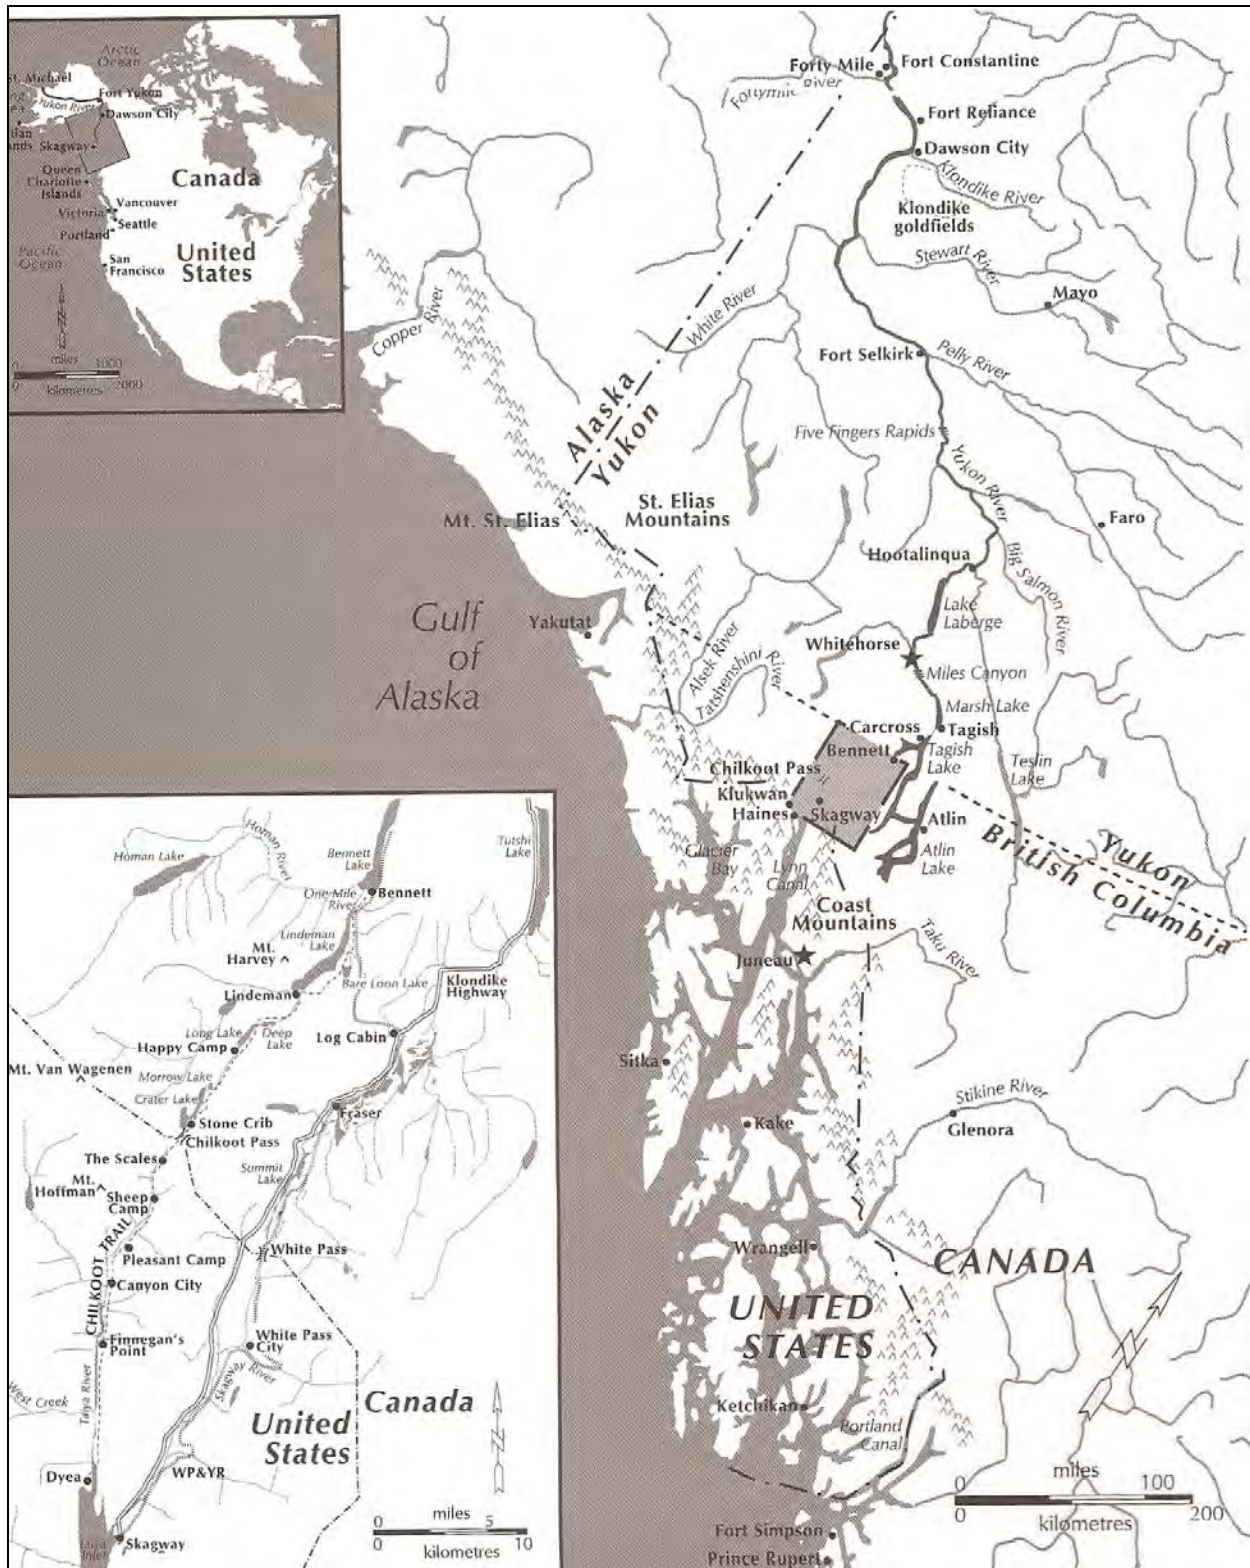 Arctic
Ocean
St. Michael
Fort Yukon
Yukon River
Dawson City
Skagway
Queen
Charlotte
Islands
Canada
Vancouver
Victoria
Seattle
Portland
Pacific
Ocean
United
States
San
Francisco
N
miles
0 1000
0 2000
kilometres
Forty Mile
Fort Constantine
Fortymile River
Fort Reliance
Dawson City
Klondike River
Klondike
goldfields
Stewart River
Mayo
Copper River
White River
Fort Selkirk
Pelly River
Alaska
Yukon
Five Fingers Rapids
Yukon River
St. Elias
Mountains
Mt. St. Elias
Faro
Hootalinqua
Big Salmon River
Lake
Laberge
Gulf
of
Alaska
Yakutat
Alsek River
Tatshenshini River
Whitehorse
Miles Canyon
Marsh Lake
Carcross
Tagish
Bennett
Tagish
Lake
Teslin
Lake
Chilkoot Pass
Klukwan
Haines
Skagway
Atlin
Atlin
Lake
Yukon
British Columbia
Glacier
Bay
Lynn
Canal
Coast
Mountains
Juneau
Taku River
Sitka
Stikine River
Kake
Glenora
Wrangell
CANADA
UNITED
STATES
Ketchikan
Portland
Canal
N
miles
0 100
0 200
kilometres
Fort Simpson
Prince Rupert
Homan Lake
Homan River
Bennett
Lake
Tutshi
Lake
One Mile
River
Bennett
Lindeman
Lake
Mt.
Harvey
Bare Loon Lake
Klondike
Highway
Lindeman
Long Lake
Deep
Lake
Log Cabin
Happy Camp
Mt. Van Wagenen
Morrow Lake
Crater Lake
Fraser
Stone Crib
Chilkoot Pass
The Scales
Summit
Lake
Mt.
Hoffman
Sheep
Camp
CHILKOOT TRAIL
Pleasant Camp
White Pass
Canyon City
Finnegan's
Point
White Pass
City
Skagway River
West Creek
Taiya River
Canada
United
States
Dyea
WP&YR
Taiya
Inlet
Skagway
N
miles
0 5
0 10
kilometres